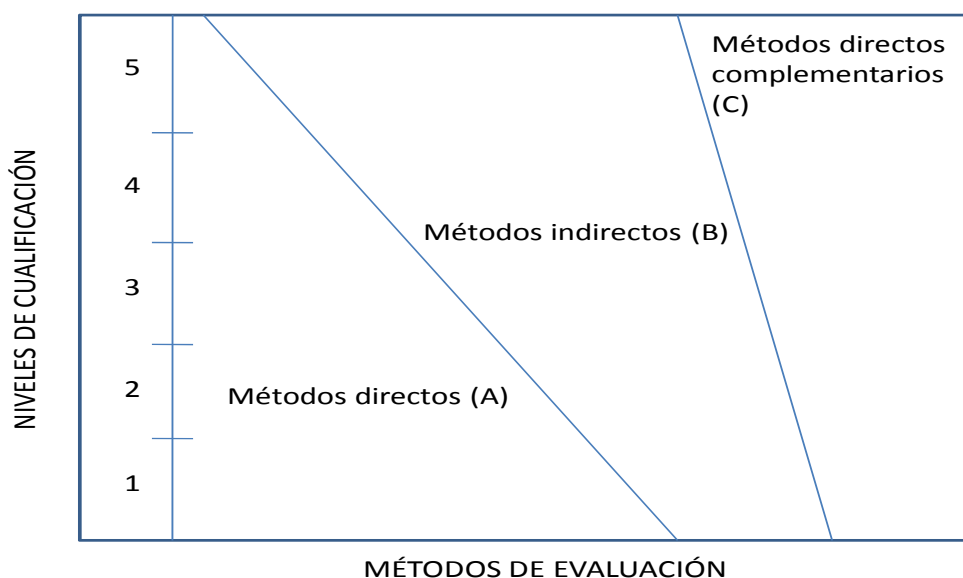 Métodos directos
complementarios
(C)
5
4
Métodos indirectos (B)
3
Métodos directos (A)
2
1
NIVELES DE CUALIFICACIÓN
MÉTODOS DE EVALUACIÓN